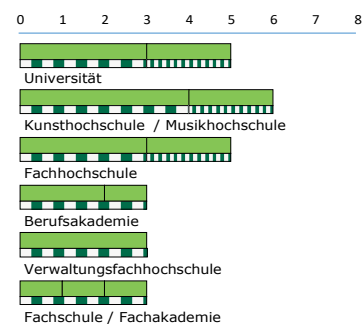 0 1 2 3 4 5 6 7 8
Universität
Kunsthochschule / Musikhochschule
Fachhochschule
Berufsakademie
Verwaltungsfachhochschule
Fachschule / Fachakademie